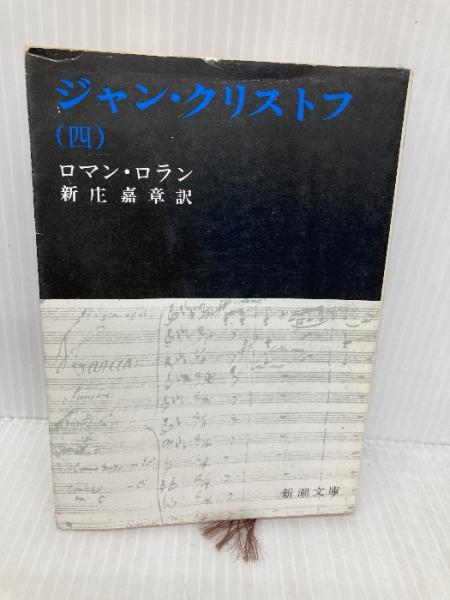 ジャン・クリストフ
(四)
ロマン・ロラン
新庄嘉章訳
新潮文庫